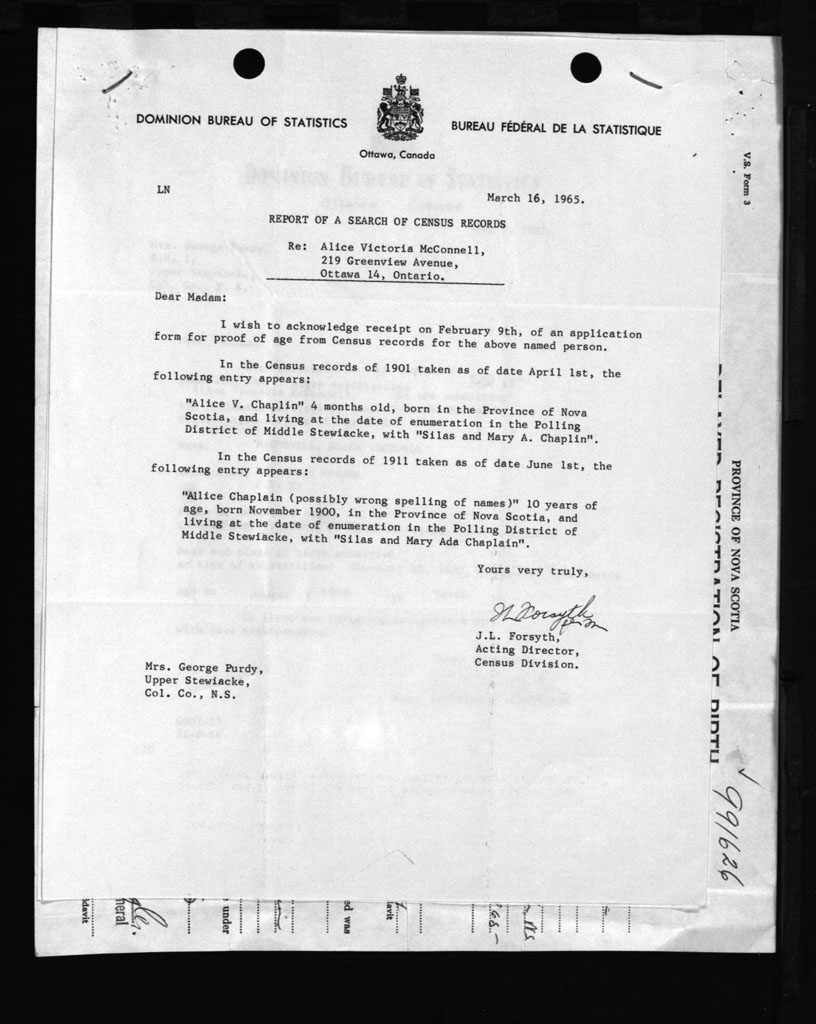 DOMINION BUREAU OF STATISTICS
BUREAU FÉDÉRAL DE LA STATISTIQUE
Ottawa, Canada
LN
March 16, 1965.
REPORT OF A SEARCH OF CENSUS RECORDS
Re: Alice Victoria McConnell,
219 Greenview Avenue,
Ottawa 14, Ontario.
Dear Madam:
I wish to acknowledge receipt on February 9th, of an application
form for proof of age from Census records for the above named person.
In the Census records of 1901 taken as of date April 1st, the
following entry appears:
"Alice V. Chaplin" 4 months old, born in the Province of Nova
Scotia, and living at the date of enumeration in the Polling
District of Middle Stewiacke, with "Silas and Mary A. Chaplin".
In the Census records of 1911 taken as of date June 1st, the
following entry appears:
"Allice Chaplain (possibly wrong spelling of names)" 10 years of
age, born November 1900, in the Province of Nova Scotia, and
living at the date of enumeration in the Polling District of
Middle Stewiacke, with "Silas and Mary Ada Chaplain".
Yours very truly,
J.L. Forsyth,
Acting Director,
Census Division.
Mrs. George Purdy,
Upper Stewiacke,
Col. Co., N.S.
V.S. Form 3
PROVINCE OF NOVA SCOTIA
REGISTRATION OF BIRTH
991626
under
ed was